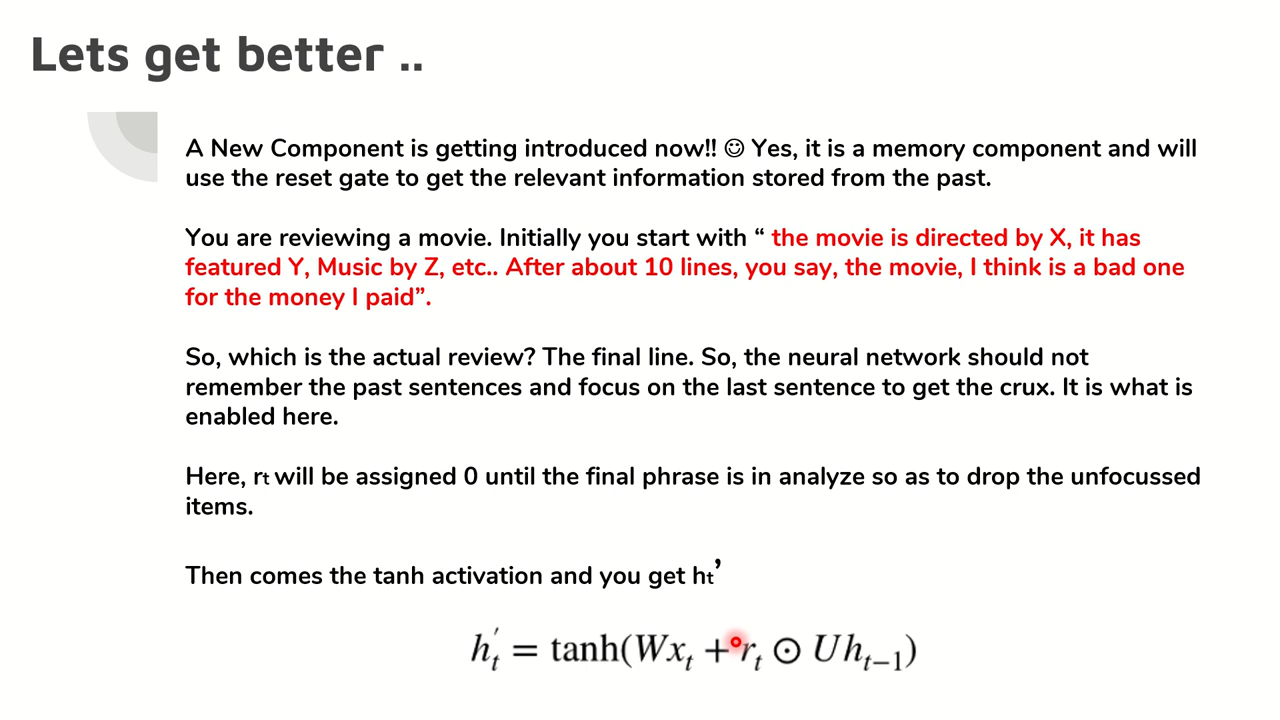 Lets get better ..
A New Component is getting introduced now!! ☺ Yes, it is a memory component and will
use the reset gate to get the relevant information stored from the past.
You are reviewing a movie. Initially you start with “ the movie is directed by X, it has
featured Y, Music by Z, etc.. After about 10 lines, you say, the movie, I think is a bad one
for the money I paid”.
So, which is the actual review? The final line. So, the neural network should not
remember the past sentences and focus on the last sentence to get the crux. It is what is
enabled here.
Here, rt will be assigned 0 until the final phrase is in analyze so as to drop the unfocussed
items.
Then comes the tanh activation and you get ht’
h′t = tanh(Wxt + rt ⊙ Uht−1)